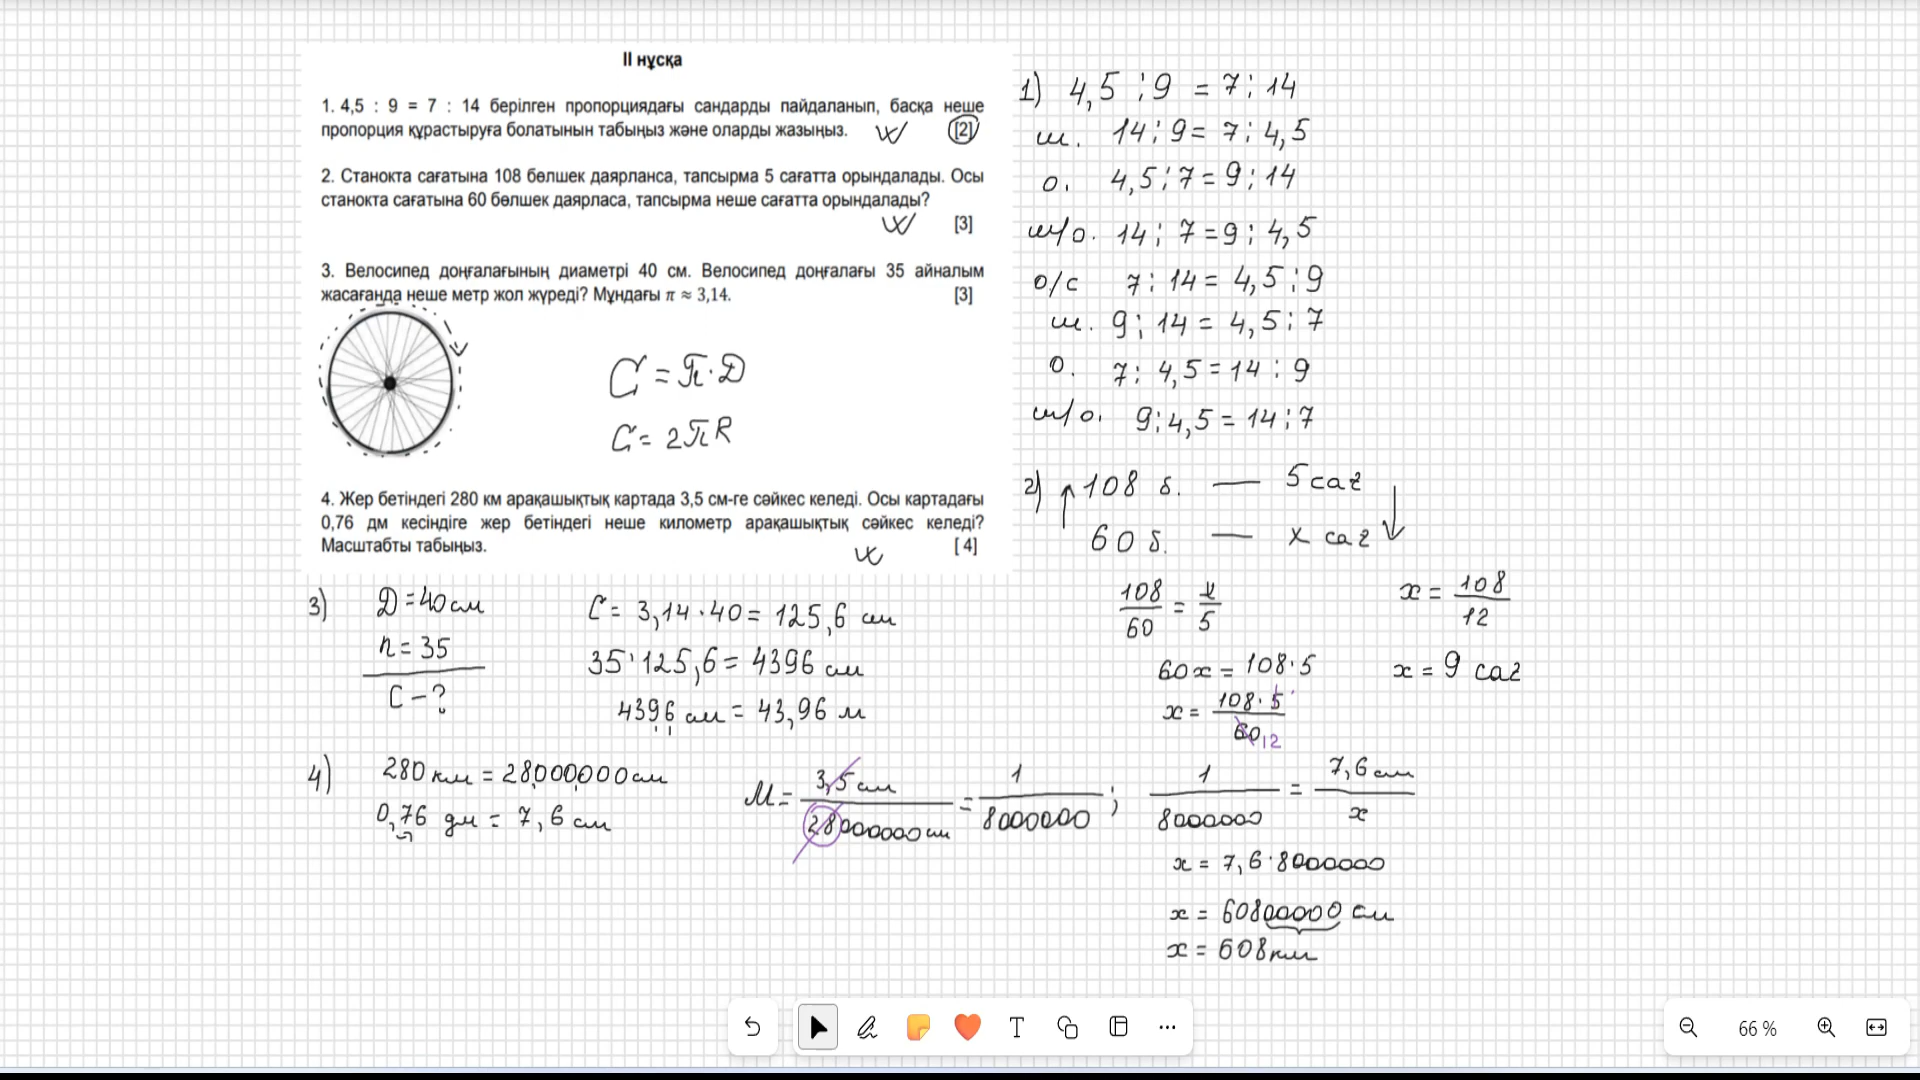 II нұсқа
1. 4,5 : 9 = 7 : 14 берілген пропорциядағы сандарды пайдаланып, басқа неше
пропорция құрастыруға болатынын табыңыз және оларды жазыңыз. [2]
2. Станокта сағатына 108 бөлшек даярланса, тапсырма 5 сағатта орындалады. Осы
станокта сағатына 60 бөлшек даярласа, тапсырма неше сағатта орындалады?
[3]
3. Велосипед доңғалағының диаметрі 40 см. Велосипед доңғалағы 35 айналым
жасағанда неше метр жол жүреді? Мұндағы π ≈ 3,14. [3]
C = π · D
C = 2πR
4. Жер бетіндегі 280 км арақашықтық картада 3,5 см-ге сәйкес келеді. Осы картадағы
0,76 дм кесіндіге жер бетіндегі неше километр арақашықтық сәйкес келеді?
Масштабты табыңыз. [ 4]
1) 4,5 : 9 = 7 : 14
ш. 14 : 9 = 7 : 4,5
о. 4,5 : 7 = 9 : 14
ш/о. 14 : 7 = 9 : 4,5
о/с 7 : 14 = 4,5 : 9
ш. 9 : 14 = 4,5 : 7
о. 7 : 4,5 = 14 : 9
ш/о. 9 : 4,5 = 14 : 7
2) 108 б. — 5 сағ
60 б. — х сағ
108/60 = x/5
60x = 108 · 5
x = 108 · 5 / 60 12
x = 108/12
x = 9 сағ
3) D = 40 см
n = 35
C - ?
C = 3,14 · 40 = 125,6 см
35 · 125,6 = 4396 см
4396 см = 43,96 м
4) 280 км = 28000000 см
0,76 дм = 7,6 см
М = 3,5 см / 28000000 см = 1/8000000 ; 1/8000000 = 7,6 см / x
x = 7,6 · 8000000
x = 60800000 см
x = 608 км
66 %